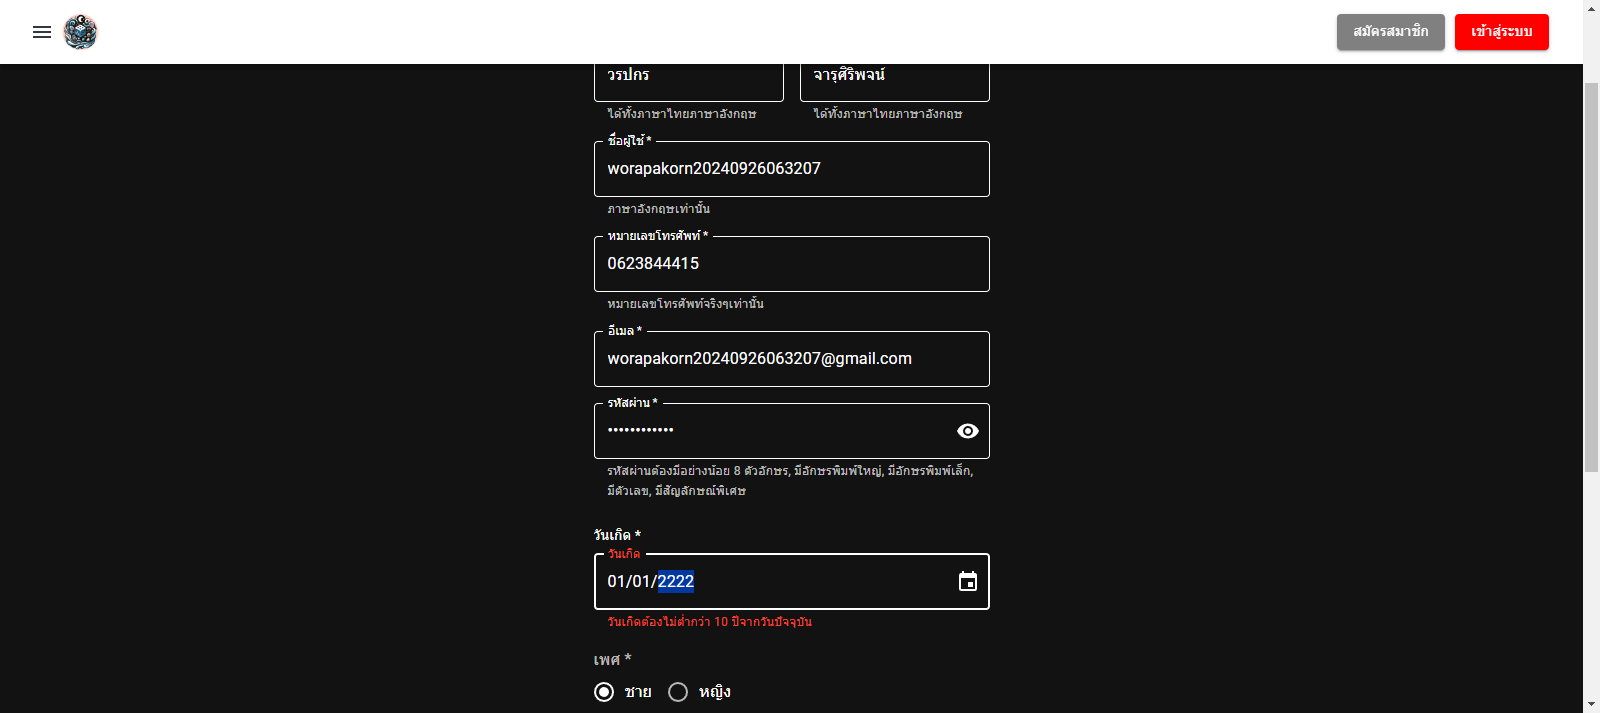 สมัครสมาชิก
เข้าสู่ระบบ
วรปกร
จารุศิริพจน์
ได้ทั้งภาษาไทยภาษาอังกฤษ
ได้ทั้งภาษาไทยภาษาอังกฤษ
ชื่อผู้ใช้ *
worapakorn20240926063207
ภาษาอังกฤษเท่านั้น
หมายเลขโทรศัพท์ *
0623844415
หมายเลขโทรศัพท์จริงๆเท่านั้น
อีเมล *
worapakorn20240926063207@gmail.com
รหัสผ่าน *
••••••••••••
รหัสผ่านต้องมีอย่างน้อย 8 ตัวอักษร, มีอักษรพิมพ์ใหญ่, มีอักษรพิมพ์เล็ก,
มีตัวเลข, มีสัญลักษณ์พิเศษ
วันเกิด *
วันเกิด
01/01/2222
วันเกิดต้องไม่ต่ำกว่า 10 ปีจากวันปัจจุบัน
เพศ *
ชาย
หญิง